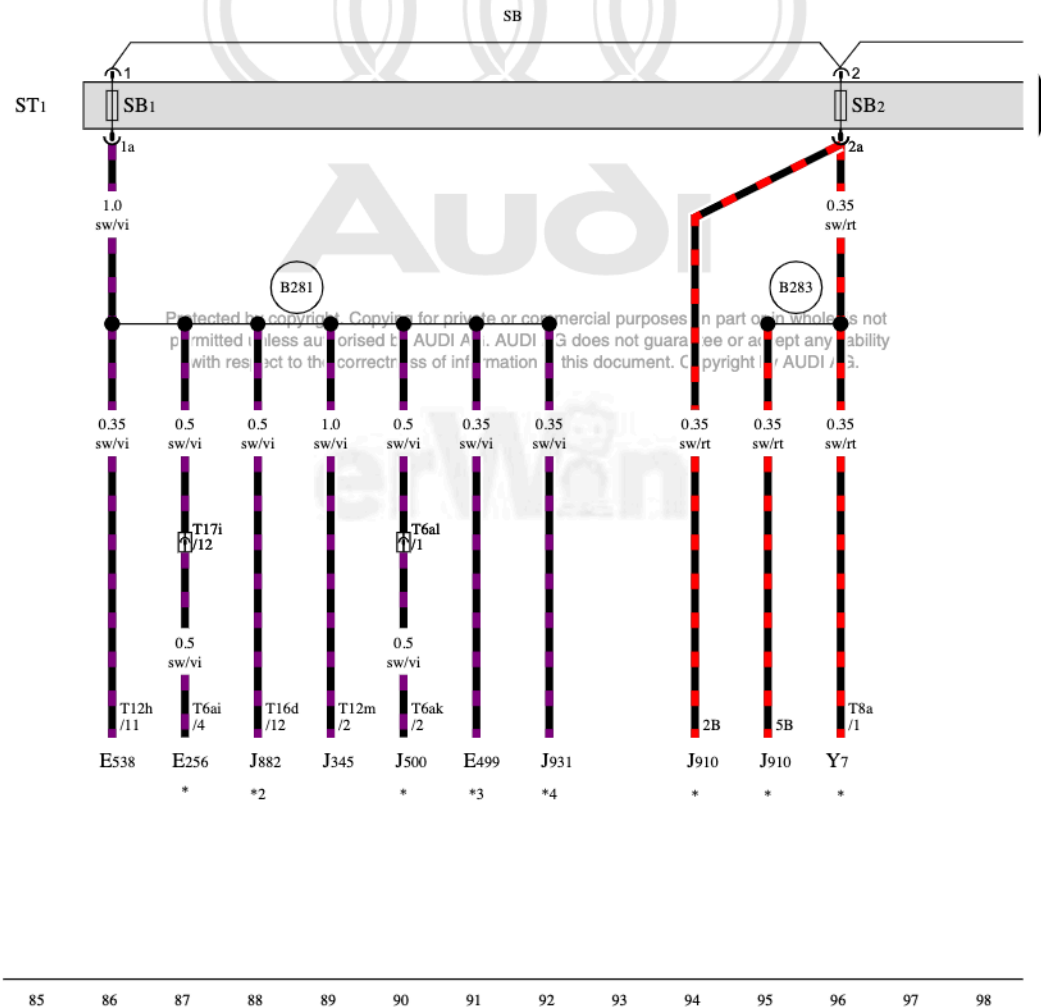 SB
1
2
ST1
SB1
SB2
1a
2a
Audi
1.0
sw/vi
0.35
sw/rt
B281
B283
Protected by copyright. Copying for private or commercial purposes, in part or in whole, is not
permitted unless authorised by AUDI AG. AUDI AG does not guarantee or accept any liability
with respect to the correctness of information in this document. Copyright by AUDI AG.
0.35 0.5 0.5 1.0 0.5 0.35 0.35 0.35 0.35 0.35
sw/vi sw/vi sw/vi sw/vi sw/vi sw/vi sw/vi sw/rt sw/rt sw/rt
erWin
T17i
/12
T6al
/1
0.5 0.5
sw/vi sw/vi
T12h T6ai T16d T12m T6ak T8a
/11 /4 /12 /2 /2 2B 5B /1
E538 E256 J882 J345 J500 E499 J931 J910 J910 Y7
* *2 * *3 *4 * * *
85 86 87 88 89 90 91 92 93 94 95 96 97 98